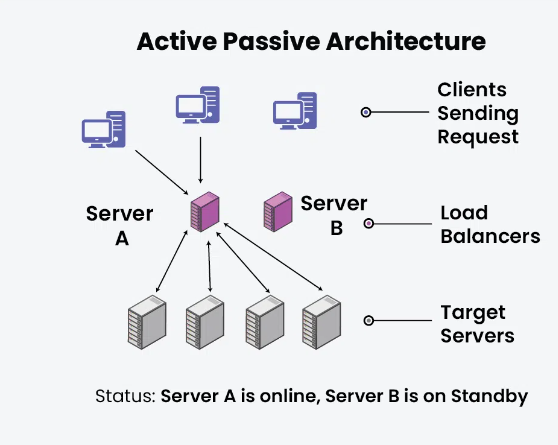 Active Passive Architecture
Clients
Sending
Request
Server
A
Server
B
Load
Balancers
Target
Servers
Status: Server A is online, Server B is on Standby